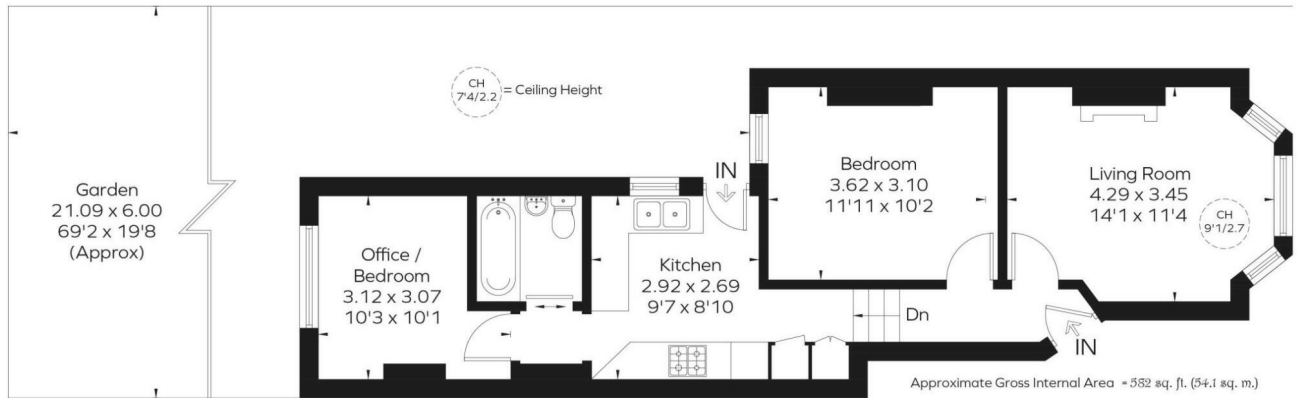 CH
7'4/2.2
= Ceiling Height
Garden
21.09 x 6.00
69'2 x 19'8
(Approx)
Office /
Bedroom
3.12 x 3.07
10'3 x 10'1
Kitchen
2.92 x 2.69
9'7 x 8'10
IN
Bedroom
3.62 x 3.10
11'11 x 10'2
Living Room
4.29 x 3.45
14'1 x 11'4
CH
9'1/2.7
Dn
IN
Approximate Gross Internal Area = 582 sq. ft. (54.1 sq. m.)